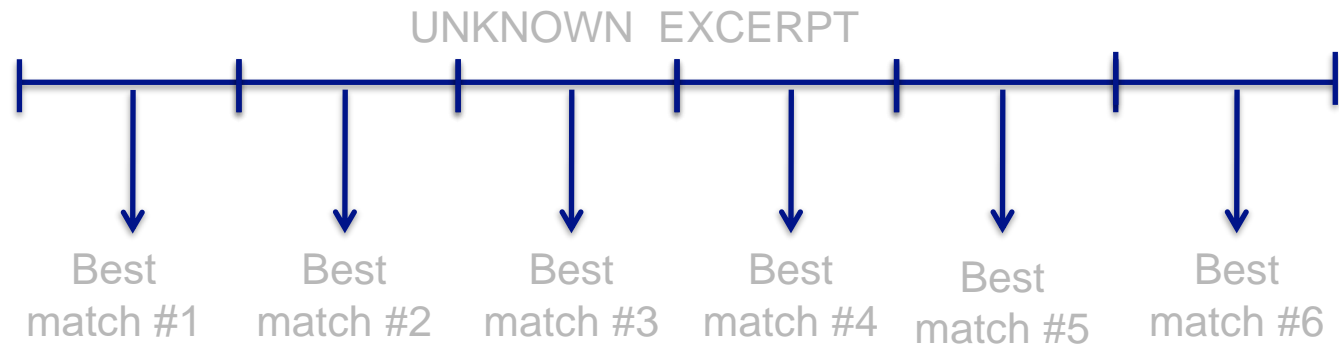 UNKNOWN EXCERPT
Best
match #1
Best
match #2
Best
match #3
Best
match #4
Best
match #5
Best
match #6